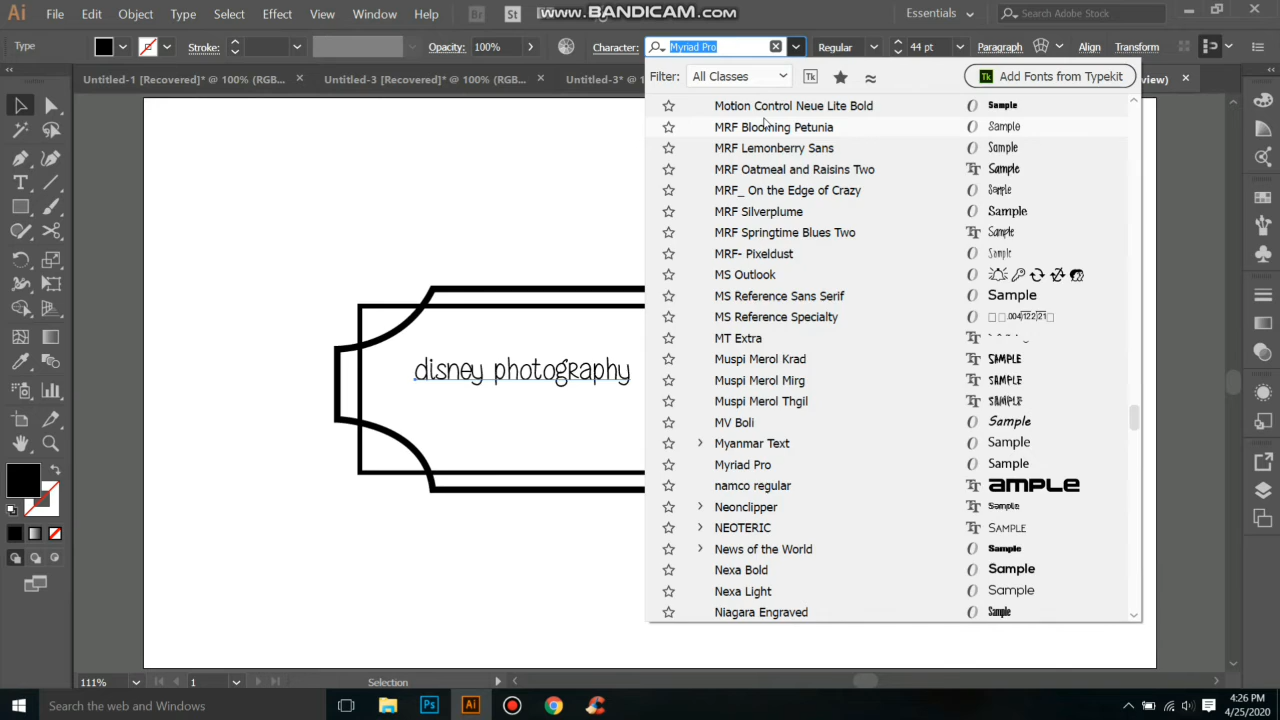 Ai File Edit Object Type Select Effect View Window Help Br St WWW.BANDICAM.COM Essentials Search Adobe Stock
Type Stroke: Opacity: 100% Character: Myriad Pro Regular 44 pt Paragraph Align Transform
Untitled-1 [Recovered]* @ 100% (RGB... × Untitled-3 [Recovered]* @ 100% (RGB... × Untitled-3* @ view) ×
Filter: All Classes Tk Tk Add Fonts from Typekit
Motion Control Neue Lite Bold Sample
MRF Blooming Petunia Sample
MRF Lemonberry Sans Sample
MRF Oatmeal and Raisins Two Sample
MRF_ On the Edge of Crazy Sample
MRF Silverplume Sample
MRF Springtime Blues Two Sample
MRF- Pixeldust Sample
MS Outlook
MS Reference Sans Serif Sample
MS Reference Specialty
MT Extra
Muspi Merol Krad SAMPLE
disney photography
Muspi Merol Mirg SAMPLE
Muspi Merol Thgil SAMPLE
MV Boli Sample
Myanmar Text Sample
Myriad Pro Sample
namco regular AMPLE
Neonclipper Sample
NEOTERIC SAMPLE
News of the World Sample
Nexa Bold Sample
Nexa Light Sample
Niagara Engraved Sample
111% 1 Selection
Search the web and Windows Ps Ai 4:26 PM
4/25/2020